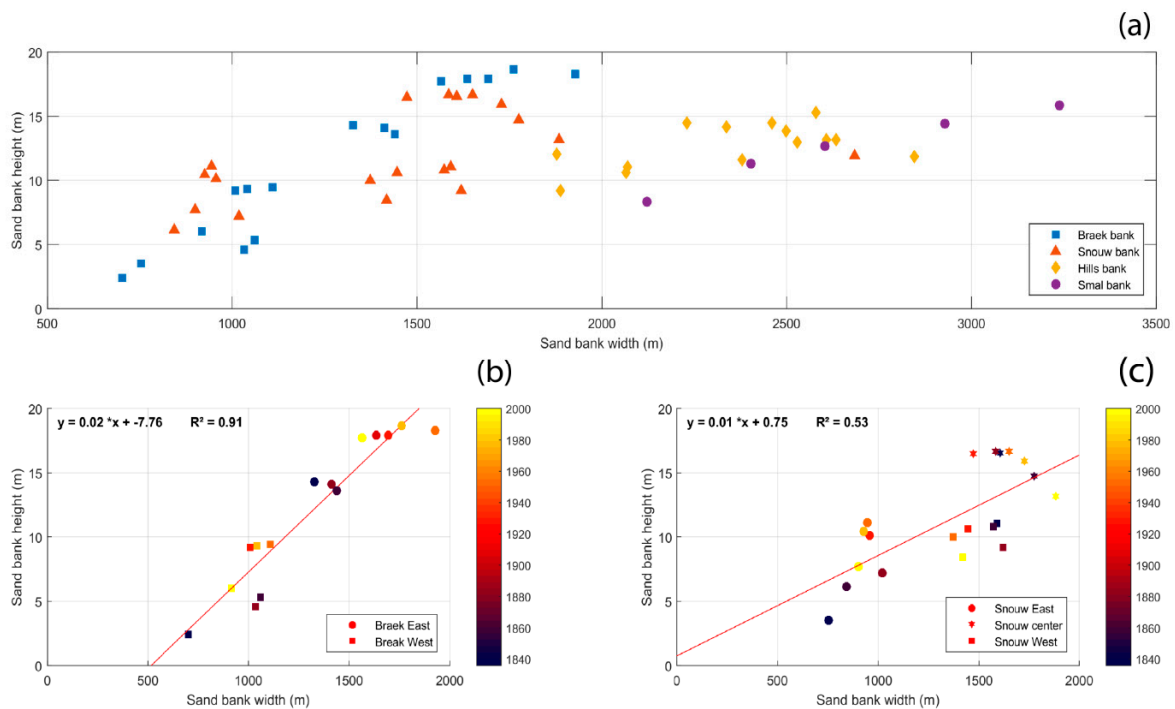 (a)
20
15
10
5
0
Sand bank height (m)
500 1000 1500 2000 2500 3000 3500
Sand bank width (m)
Braek bank
Snouw bank
Hills bank
Smal bank
(b)
y = 0.02 *x + -7.76 R² = 0.91
20
15
10
5
0
Sand bank height (m)
0 500 1000 1500 2000
Sand bank width (m)
Braek East
Break West
2000
1980
1960
1940
1920
1900
1880
1860
1840
(c)
y = 0.01 *x + 0.75 R² = 0.53
20
15
10
5
0
Sand bank height (m)
0 500 1000 1500 2000
Sand bank width (m)
Snouw East
Snouw center
Snouw West
2000
1980
1960
1940
1920
1900
1880
1860
1840